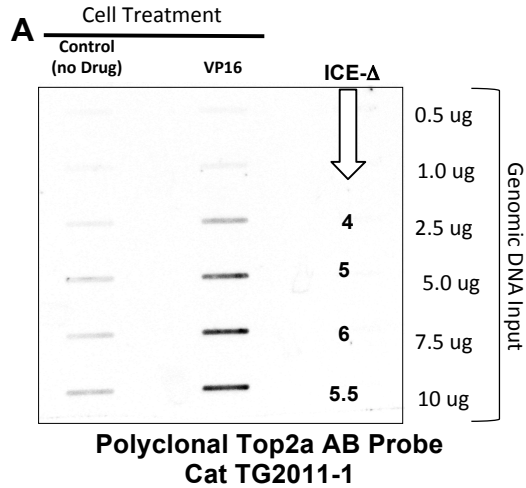 A
Cell Treatment
Control
(no Drug)
VP16
ICE-Δ
0.5 ug
1.0 ug
4
2.5 ug
5
5.0 ug
6
7.5 ug
5.5
10 ug
Genomic DNA Input
Polyclonal Top2a AB Probe
Cat TG2011-1